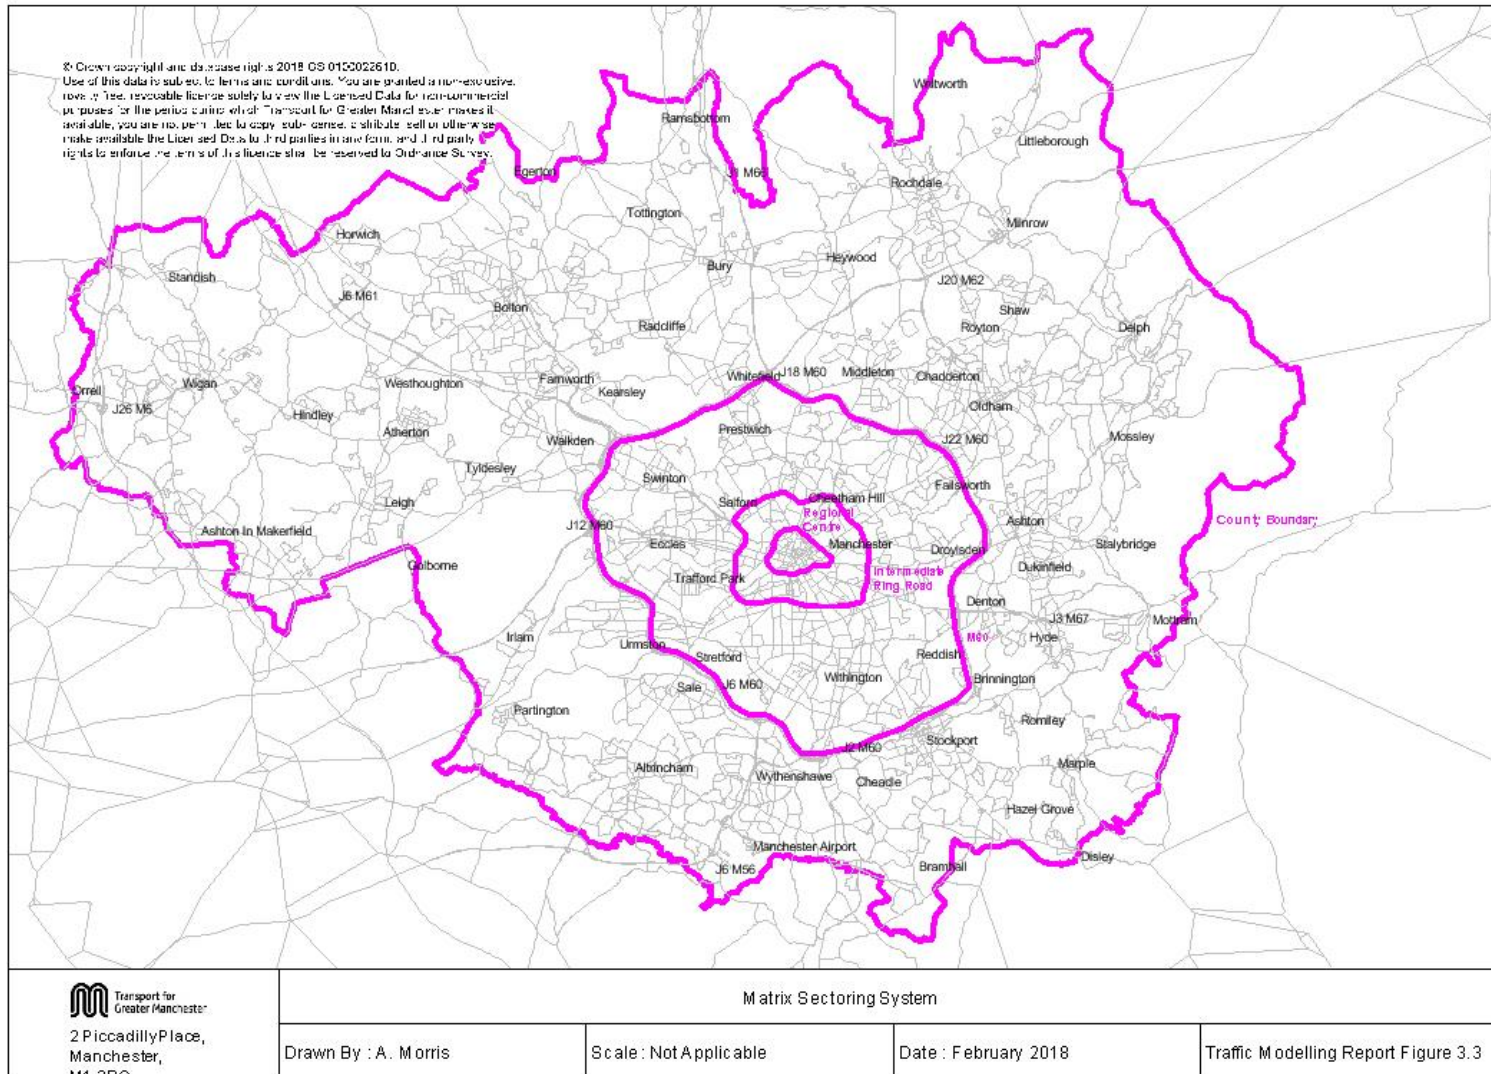 © Crown copyright and database rights 2018 OS 0100022610.
Use of this data is subject to terms and conditions. You are granted a non-exclusive,
royalty free, revocable licence solely to view the Licensed Data for non-commercial
purposes for the period during which Transport for Greater Manchester makes it
available, you are not permitted to copy, sub-license, distribute, sell or otherwise
make available the Licensed Data to third parties in any form, and third party
rights to enforce the terms of this licence shall be reserved to Ordnance Survey.
Whitworth
Ramsbottom
Littleborough
Egerton
J1 M66
Rochdale
Tottington
Milnrow
Horwich
Heywood
Bury
Standish
J20 M62
J6 M61
Bolton
Shaw
Radcliffe
Royton
Delph
Whitefield
J18 M60
Middleton
Chadderton
Farnworth
Wigan
Westhoughton
Orrell
Kearsley
J26 M6
Oldham
Hindley
Atherton
Prestwich
Mossley
Walkden
J22 M60
Tyldesley
Swinton
Failsworth
Leigh
Salford
Cheetham Hill
Regional
Centre
County Boundary
Ashton In Makerfield
J12 M60
Ashton
Eccles
Manchester
Droylsden
Stalybridge
Golborne
Trafford Park
Intermediate
Ring Road
Dukinfield
Denton
J3 M67
Mottram
Irlam
Urmston
M60
Hyde
Stretford
Reddish
Sale
J6 M60
Withington
Brinnington
Partington
Romiley
Stockport
J2 M60
Altrincham
Marple
Wythenshawe
Cheadle
Hazel Grove
Manchester Airport
Disley
J6 M56
Bramhall
Transport for
Greater Manchester
2 Piccadilly Place,
Manchester,
Matrix Sectoring System
Drawn By : A. Morris
Scale : Not Applicable
Date : February 2018
Traffic Modelling Report Figure 3.3